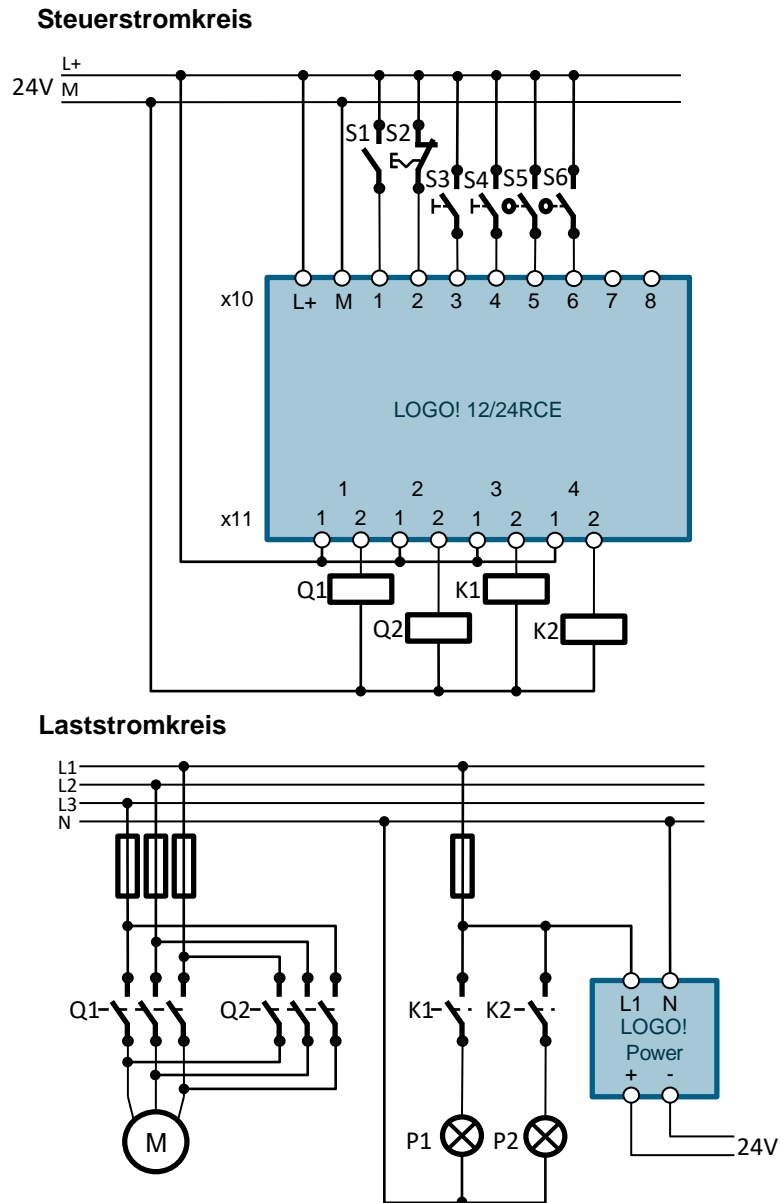 Steuerstromkreis
L+
24V M
S1 S2
S3 S4 S5 S6
x10 L+ M 1 2 3 4 5 6 7 8
LOGO! 12/24RCE
1 2 3 4
x11 1 2 1 2 1 2 1 2
Q1 K1
Q2 K2
Laststromkreis
L1
L2
L3
N
Q1 Q2 K1 K2 L1 N
LOGO!
Power
+ -
M P1 P2 24V